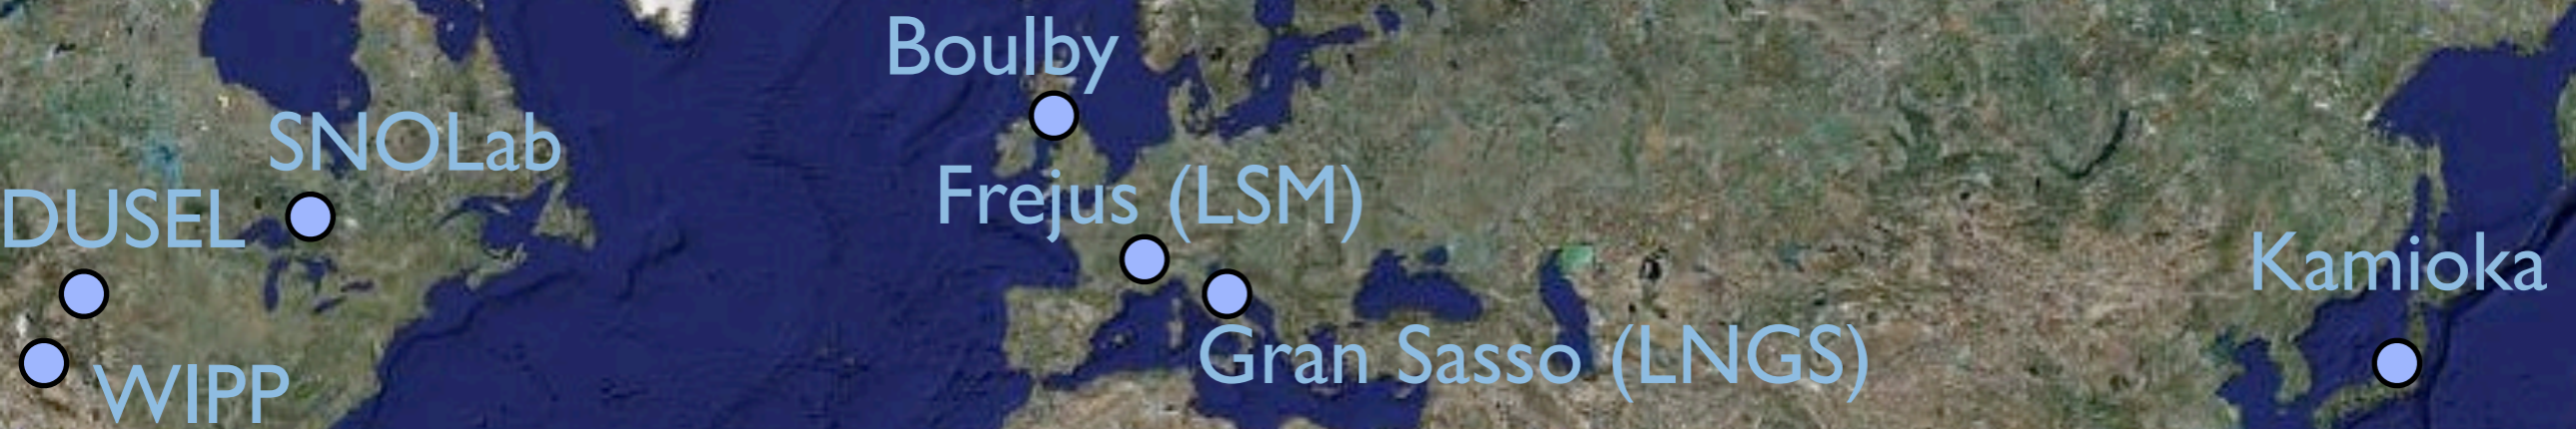 Boulby
SNOLab
Frejus (LSM)
DUSEL
Kamioka
Gran Sasso (LNGS)
WIPP